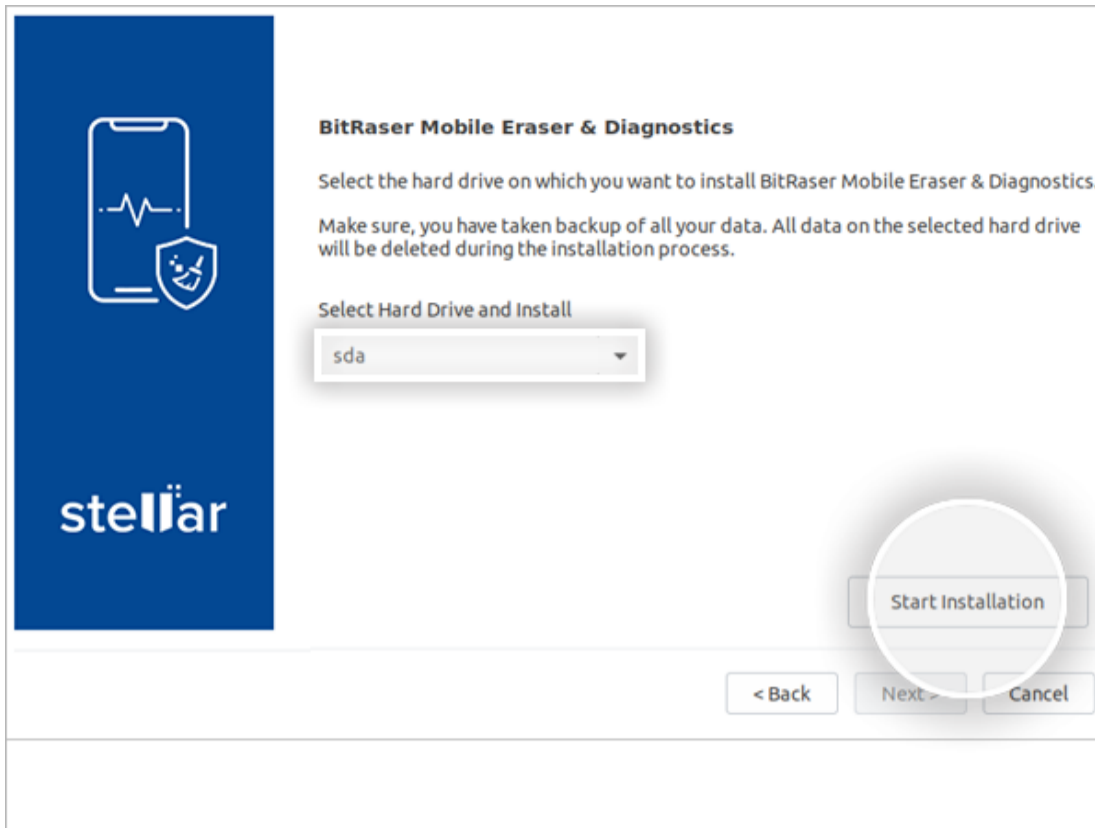 BitRaser Mobile Eraser & Diagnostics
Select the hard drive on which you want to install BitRaser Mobile Eraser & Diagnostics.
Make sure, you have taken backup of all your data. All data on the selected hard drive
will be deleted during the installation process.
Select Hard Drive and Install
sda
stellar
Start Installation
< Back
Next >
Cancel